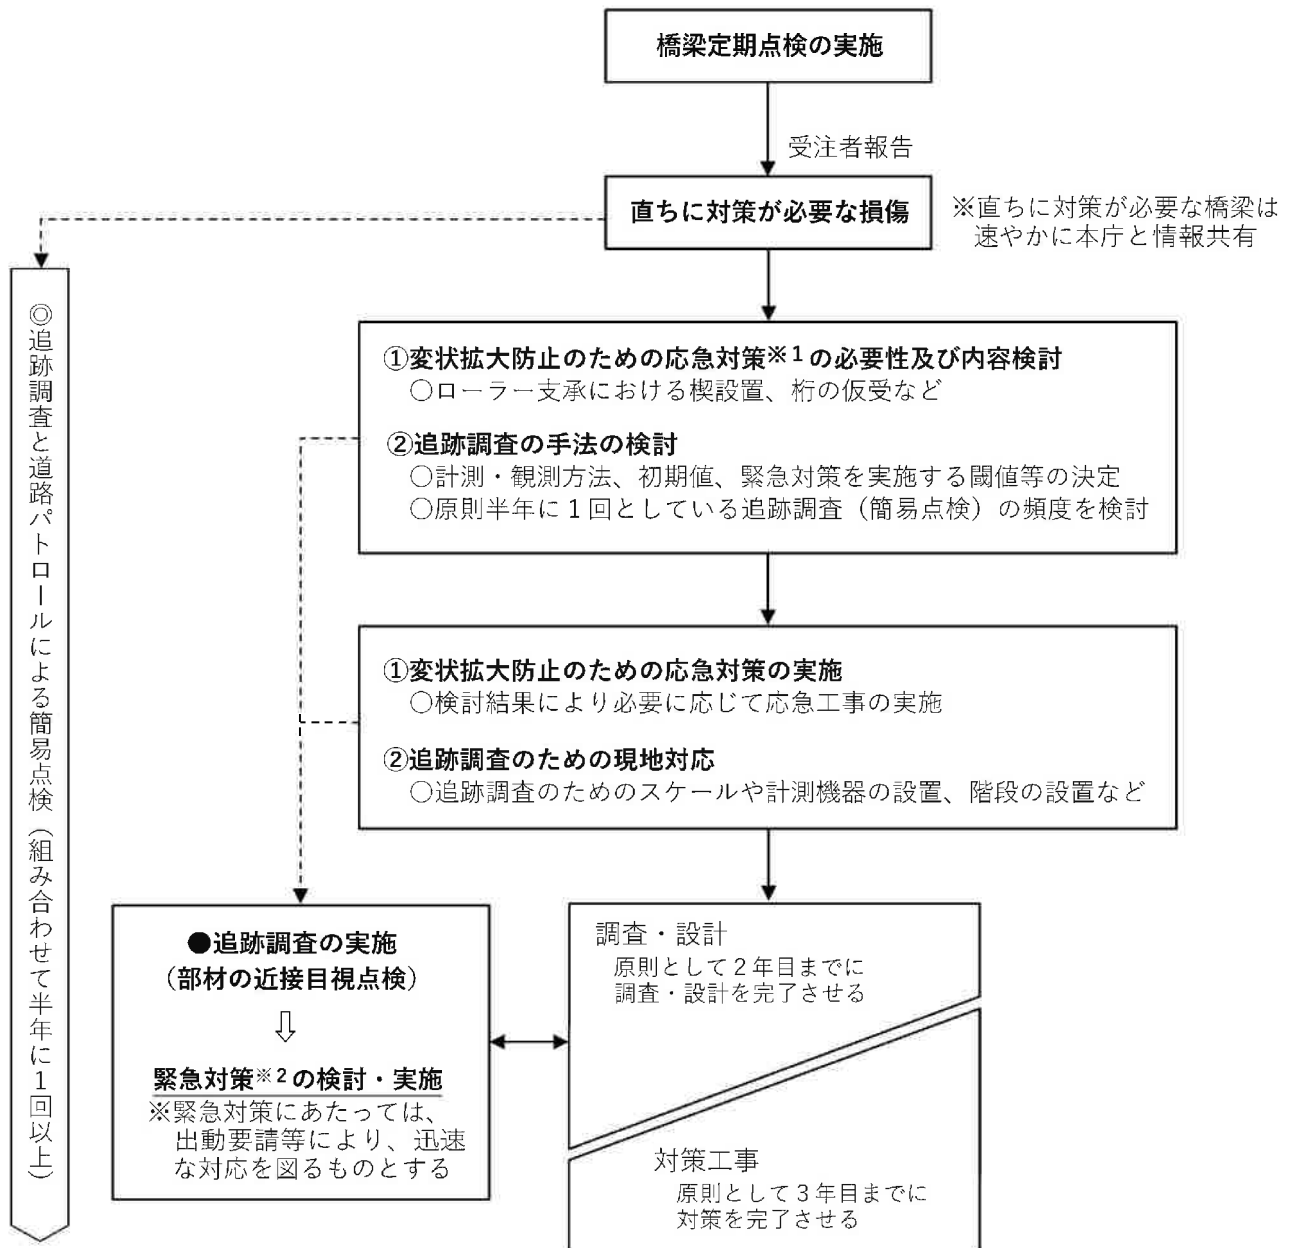 橋梁定期点検の実施
受注者報告
直ちに対策が必要な損傷
※直ちに対策が必要な橋梁は
速やかに本庁と情報共有
◎追跡調査と道路パトロールによる簡易点検（組み合わせて半年に1回以上）
①変状拡大防止のための応急対策※1の必要性及び内容検討
○ローラー支承における楔設置、桁の仮受など
②追跡調査の手法の検討
○計測・観測方法、初期値、緊急対策を実施する閾値等の決定
○原則半年に1回としている追跡調査（簡易点検）の頻度を検討
①変状拡大防止のための応急対策の実施
○検討結果により必要に応じて応急工事の実施
②追跡調査のための現地対応
○追跡調査のためのスケールや計測機器の設置、階段の設置など
●追跡調査の実施
（部材の近接目視点検）
⇩
緊急対策※2の検討・実施
※緊急対策にあたっては、
出動要請等により、迅速
な対応を図るものとする
調査・設計
原則として2年目までに
調査・設計を完了させる
対策工事
原則として3年目までに
対策を完了させる